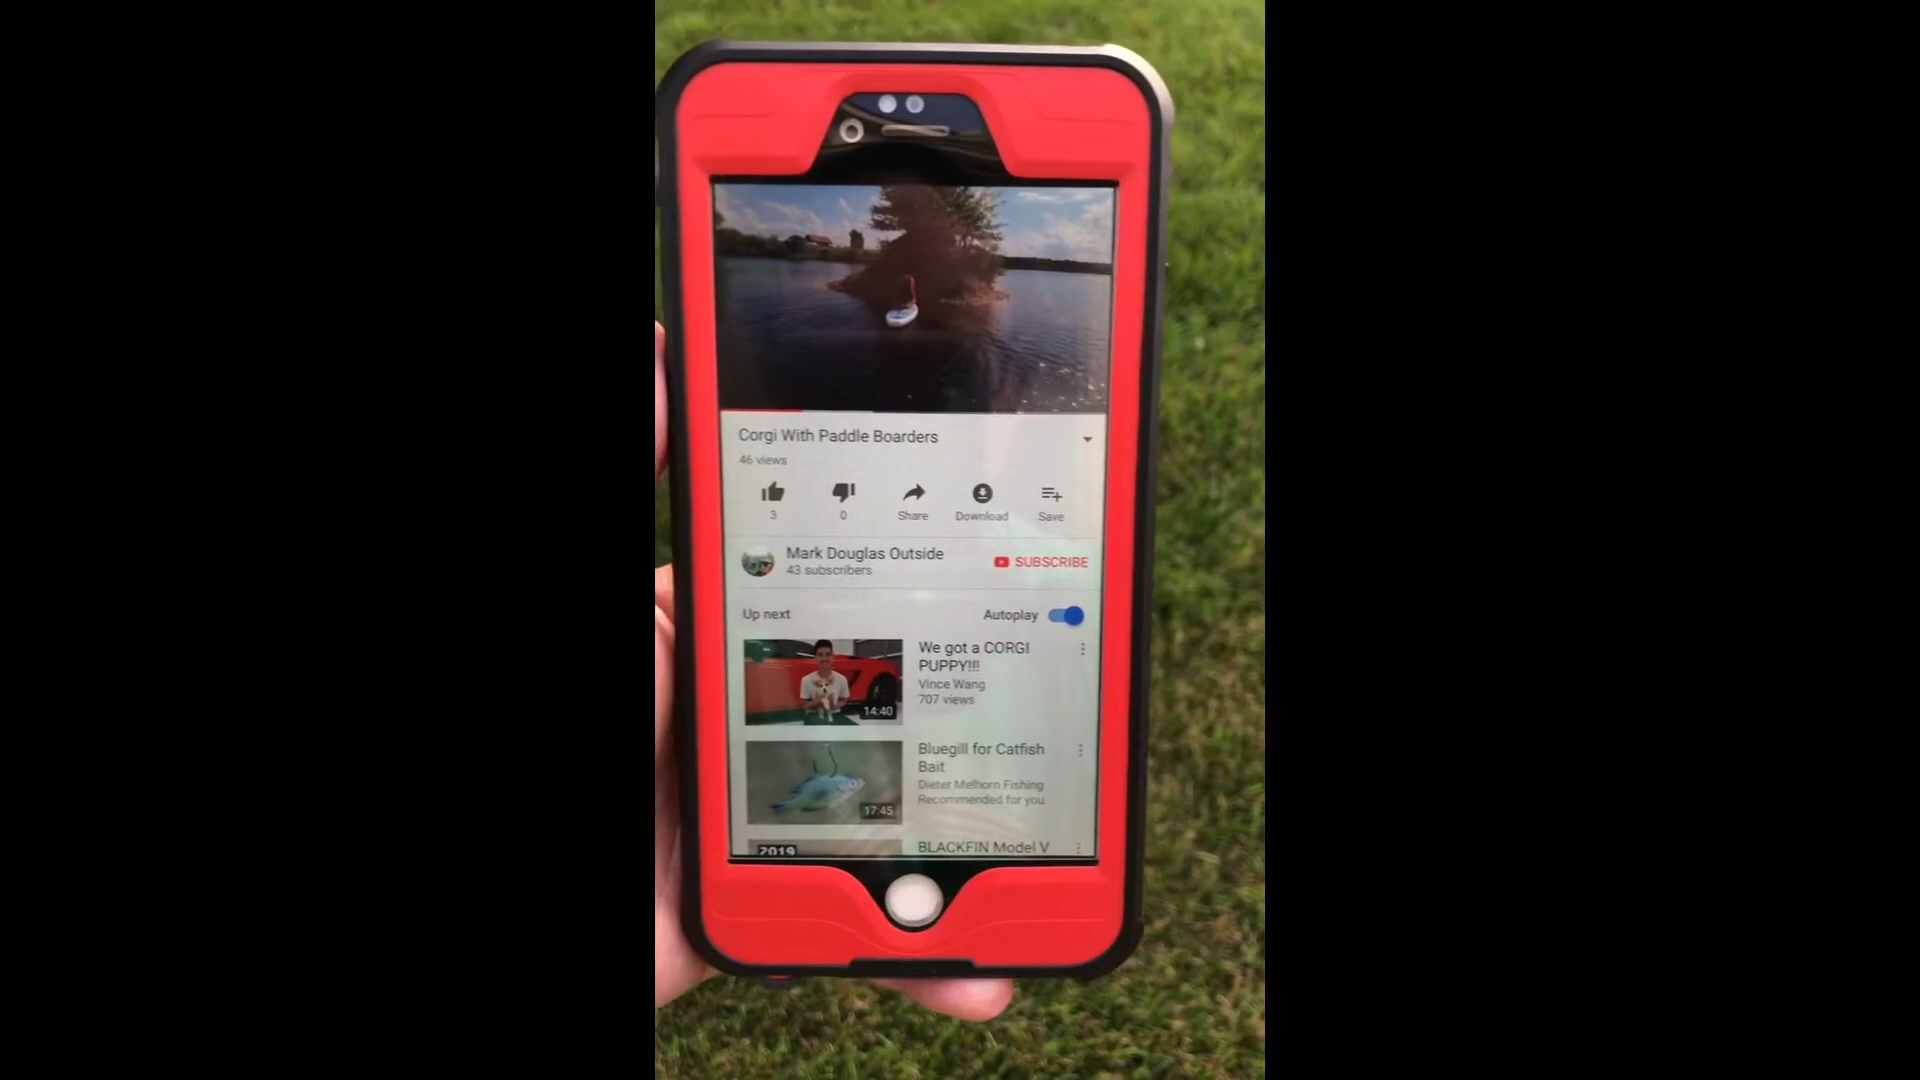 Corgi With Paddle Boarders
46 views
3
0
Share
Download
Save
Mark Douglas Outside
43 subscribers
SUBSCRIBE
Up next
Autoplay
We got a CORGI
PUPPY!!!
Vince Wang
707 views
14:40
Bluegill for Catfish
Bait
Dieter Melhorn Fishing
Recommended for you
17:45
2019
BLACKFIN Model V